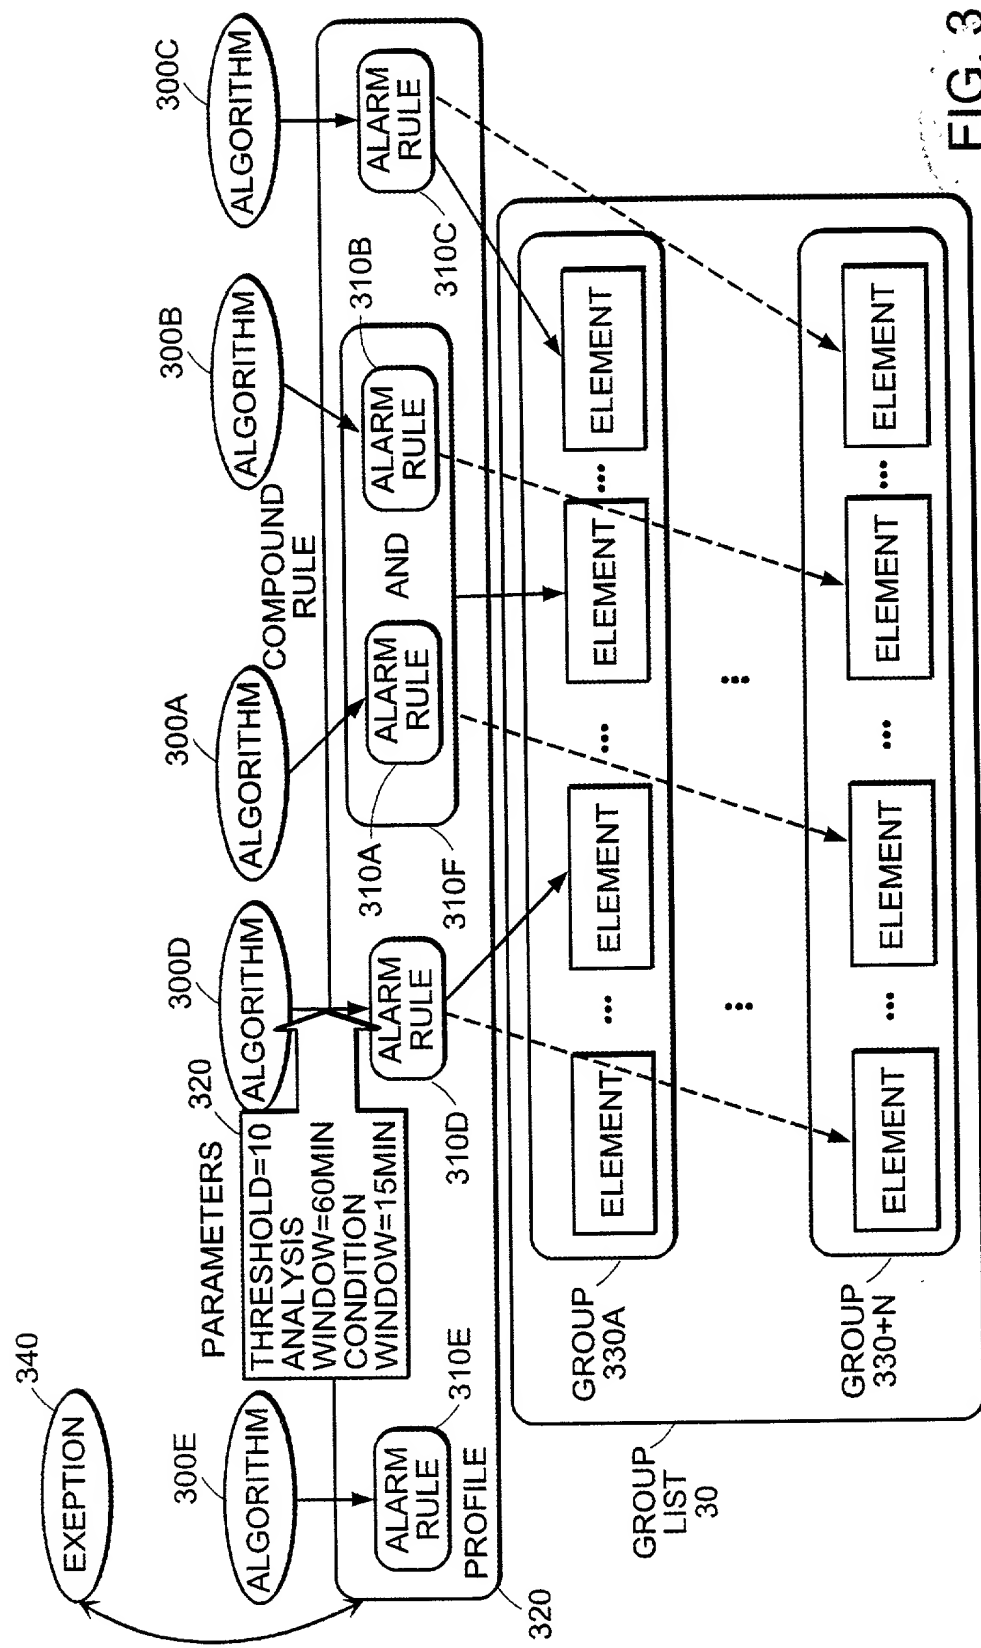 340
EXEPTION
300E
ALGORITHM
PARAMETERS
320
THRESHOLD=10
ANALYSIS
WINDOW=60MIN
CONDITION
WINDOW=15MIN
300D
ALGORITHM
300A
ALGORITHM
COMPOUND
RULE
300B
ALGORITHM
300C
ALGORITHM
ALARM
RULE
310E
PROFILE
320
ALARM
RULE
310D
310A
310F
ALARM
RULE
AND
ALARM
RULE
310B
310C
ALARM
RULE
ELEMENT
...
ELEMENT
...
ELEMENT
...
ELEMENT
GROUP
330A
...
...
ELEMENT
...
ELEMENT
...
ELEMENT
...
ELEMENT
GROUP
330+N
GROUP
LIST
30
FIG. 3